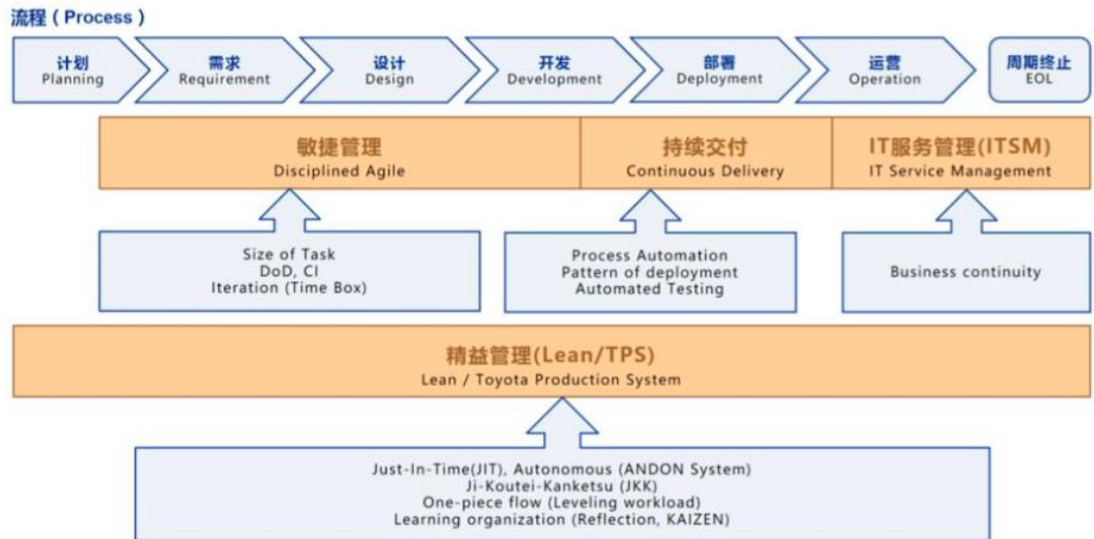 流程 ( Process )
计划
Planning
需求
Requirement
设计
Design
开发
Development
部署
Deployment
运营
Operation
周期终止
EOL
敏捷管理
Disciplined Agile
持续交付
Continuous Delivery
IT服务管理(ITSM)
IT Service Management
Size of Task
DoD, CI
Iteration (Time Box)
Process Automation
Pattern of deployment
Automated Testing
Business continuity
精益管理(Lean/TPS)
Lean / Toyota Production System
Just-In-Time(JIT), Autonomous (ANDON System)
Ji-Koutei-Kanketsu (JKK)
One-piece flow (Leveling workload)
Learning organization (Reflection, KAIZEN)